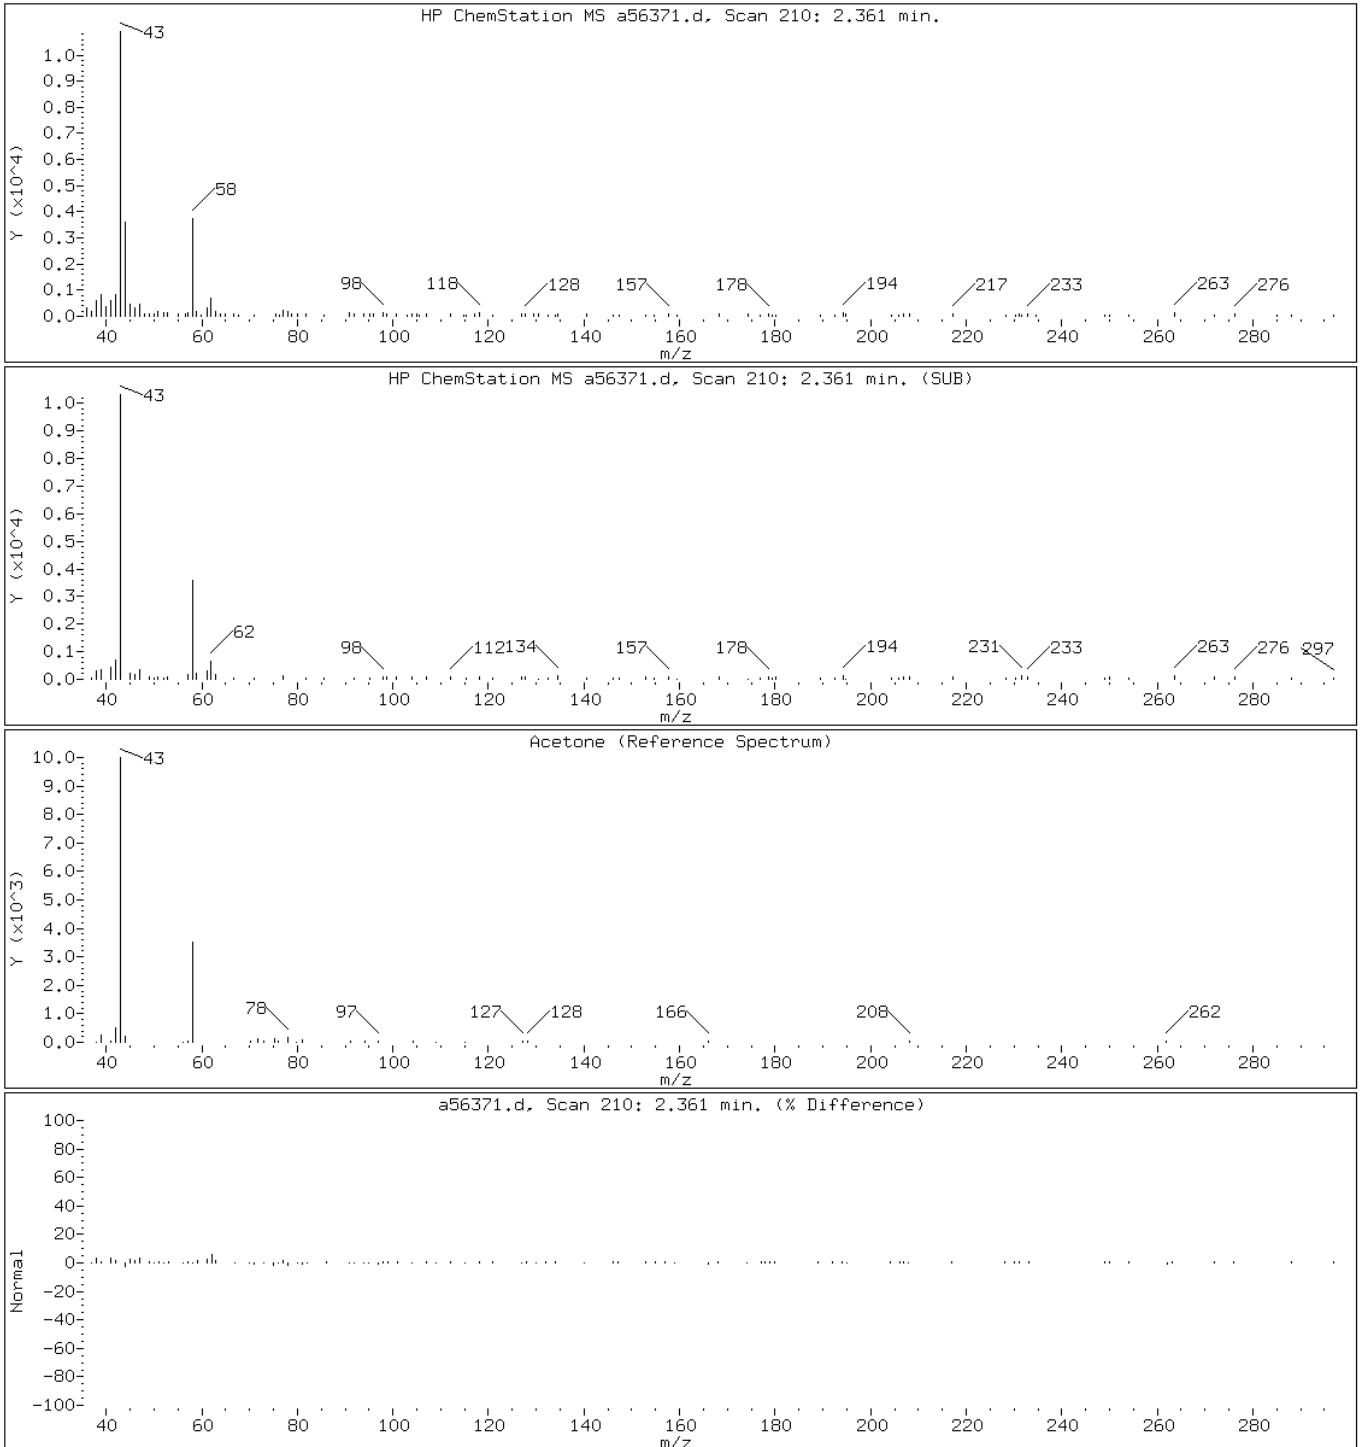 HP ChemStation MS a56371.d, Scan 210: 2.361 min.
43
1.0
0.9
0.8
0.7
0.6
0.5
58
0.4
0.3
0.2
0.1
98 118 128 157 178 194 217 233 263 276
0.0
Y (x10^4)
40 60 80 100 120 140 160 180 200 220 240 260 280
m/z
HP ChemStation MS a56371.d, Scan 210: 2.361 min. (SUB)
43
1.0
0.9
0.8
0.7
0.6
0.5
0.4
0.3
0.2
62
0.1
98 112 134 157 178 194 231 233 263 276 297
0.0
Y (x10^4)
40 60 80 100 120 140 160 180 200 220 240 260 280
m/z
Acetone (Reference Spectrum)
43
10.0
9.0
8.0
7.0
6.0
5.0
4.0
3.0
2.0
1.0
78 97 127 128 166 208 262
0.0
Y (x10^3)
40 60 80 100 120 140 160 180 200 220 240 260 280
m/z
a56371.d, Scan 210: 2.361 min. (% Difference)
100
80
60
40
20
0
-20
-40
-60
-80
-100
Normal
40 60 80 100 120 140 160 180 200 220 240 260 280
m/z